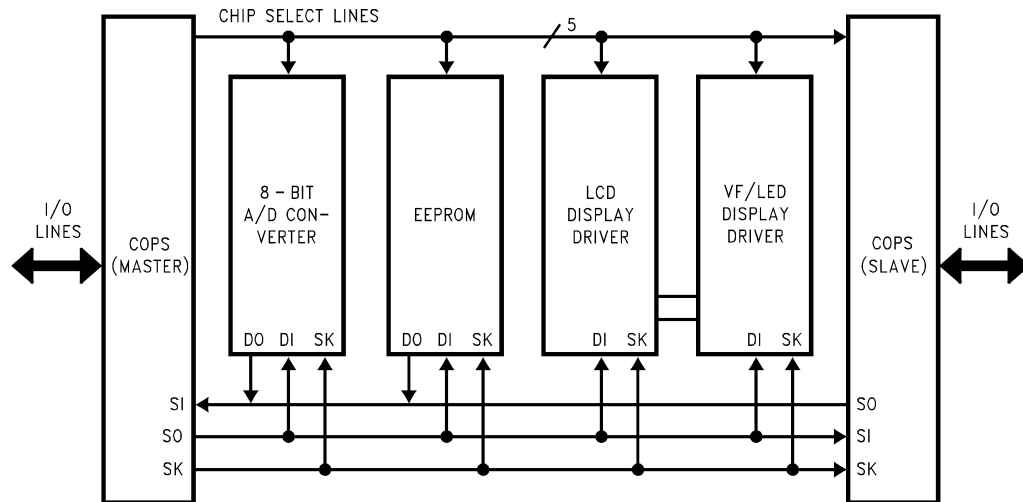 CHIP SELECT LINES
5
I/O
LINES
COPS
(MASTER)
8 - BIT
A/D CON-
VERTER
EEPROM
LCD
DISPLAY
DRIVER
VF/LED
DISPLAY
DRIVER
COPS
(SLAVE)
I/O
LINES
DO DI SK
DO DI SK
DI SK
DI SK
SI
SO
SK
SO
SI
SK